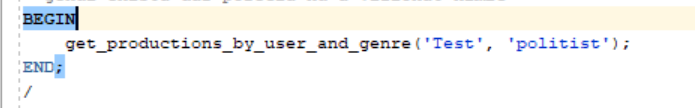 BEGIN
get_productions_by_user_and_genre('Test', 'politist');
END;
/